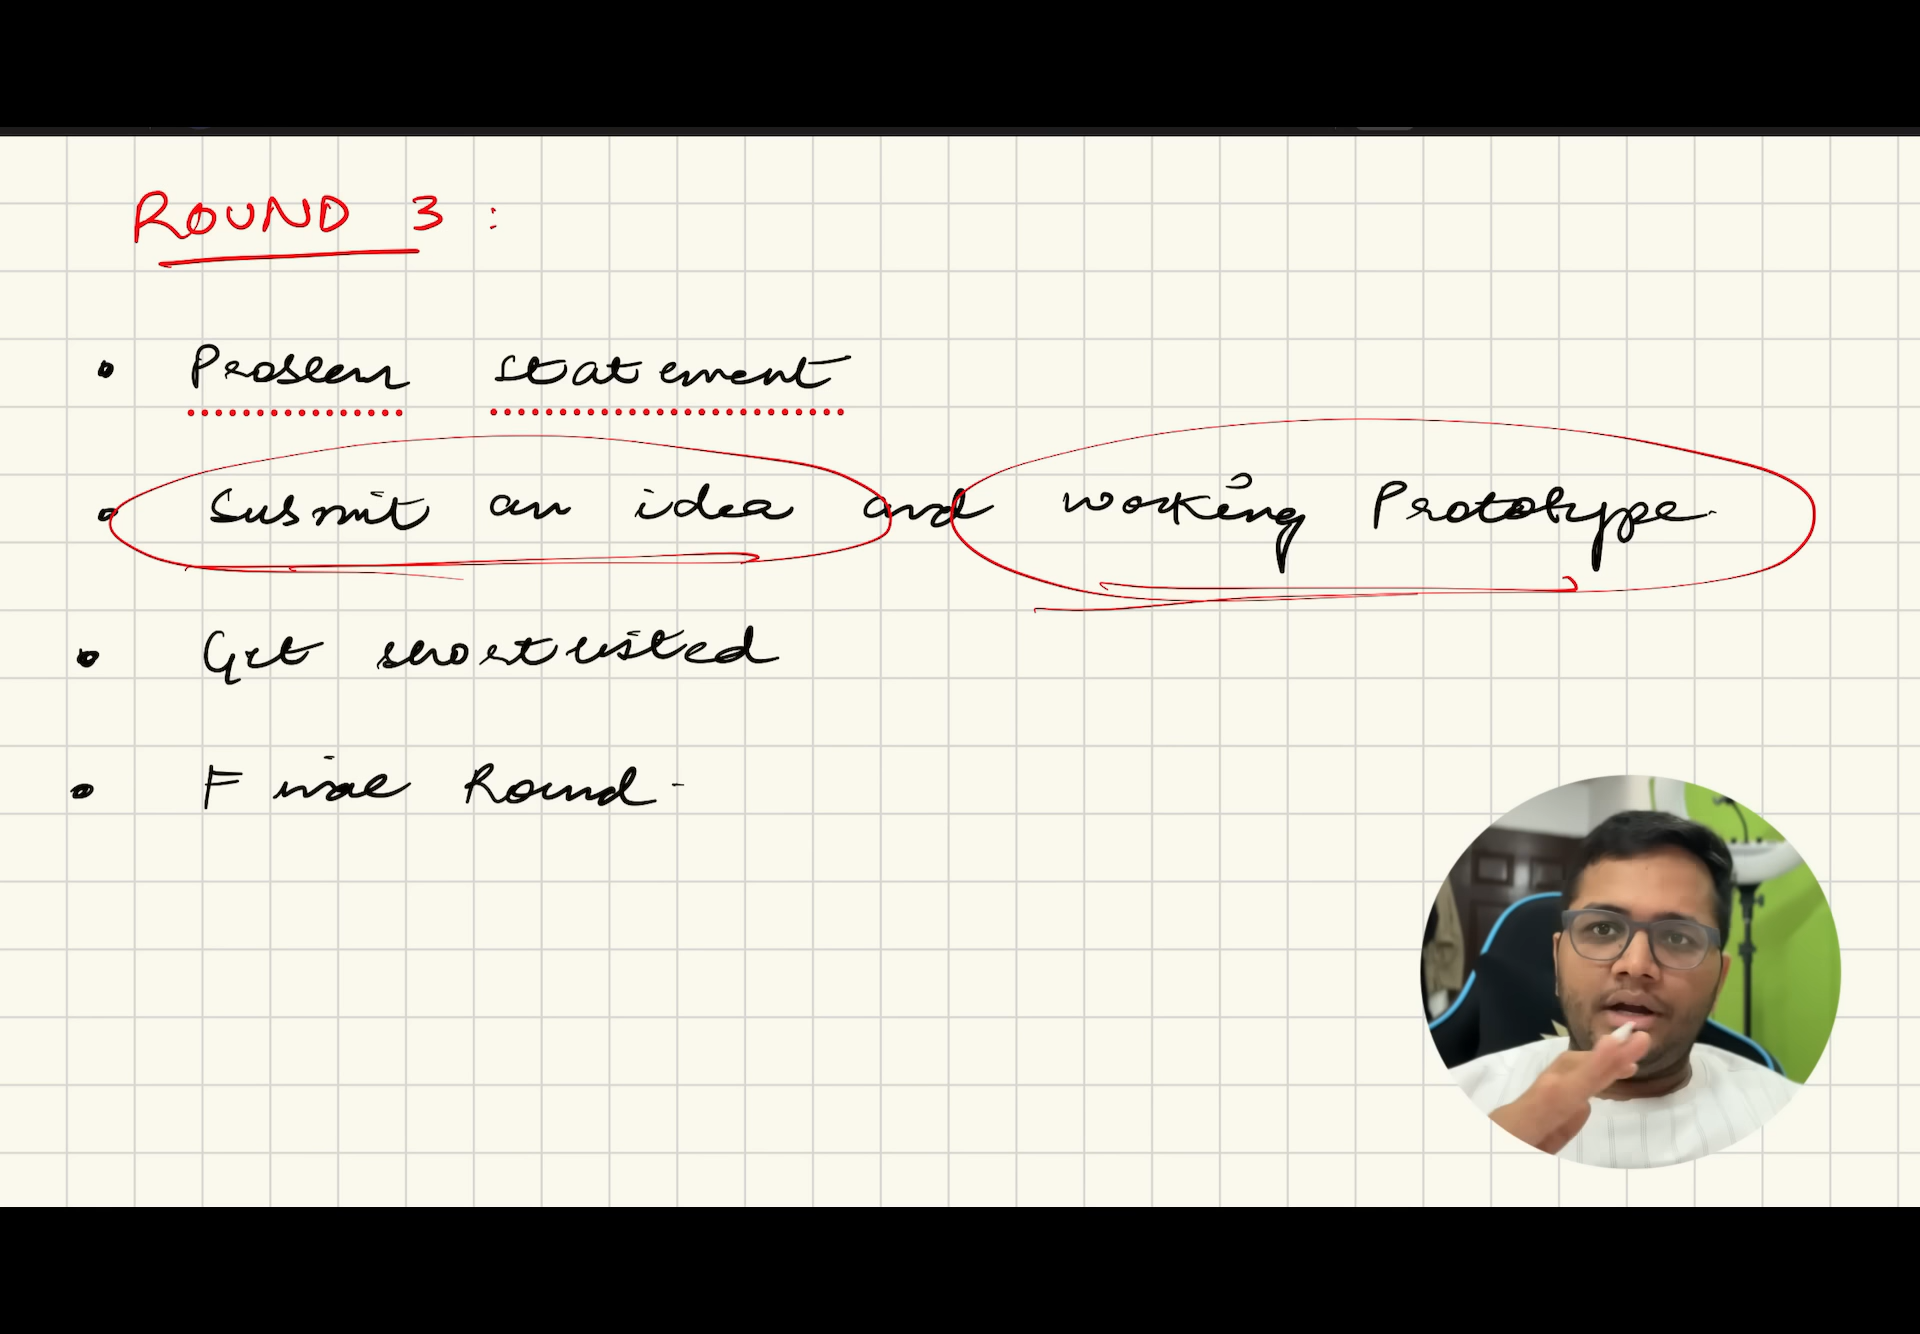 ROUND 3 :
• Problem statement
• Submit an idea and working Prototype.
• Get shortlisted
• Final Round -